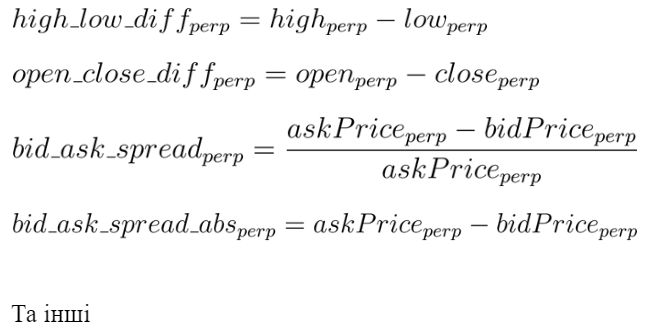 high_low_diff_perp = high_perp − low_perp
open_close_diff_perp = open_perp − close_perp
bid_ask_spread_perp = (askPrice_perp − bidPrice_perp) / askPrice_perp
bid_ask_spread_abs_perp = askPrice_perp − bidPrice_perp
Та інші